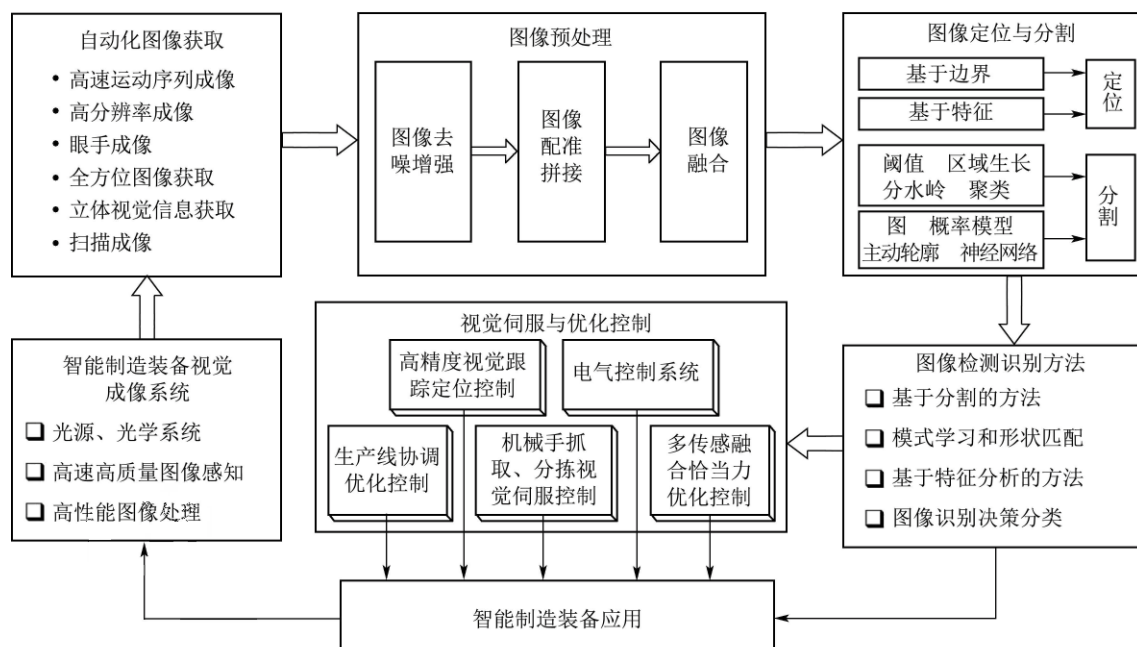 自动化图像获取
• 高速运动序列成像
• 高分辨率成像
• 眼手成像
• 全方位图像获取
• 立体视觉信息获取
• 扫描成像
图像预处理
图像去
噪增强
图像
配准
拼接
图像
融合
图像定位与分割
基于边界
基于特征
定位
阈值 区域生长
分水岭 聚类
图 概率模型
主动轮廓 神经网络
分割
智能制造装备视觉
成像系统
❑ 光源、光学系统
❑ 高速高质量图像感知
❑ 高性能图像处理
视觉伺服与优化控制
高精度视觉跟
踪定位控制
电气控制系统
生产线协调
优化控制
机械手抓
取、分拣视
觉伺服控制
多传感融
合恰当力
优化控制
图像检测识别方法
❑ 基于分割的方法
❑ 模式学习和形状匹配
❑ 基于特征分析的方法
❑ 图像识别决策分类
智能制造装备应用